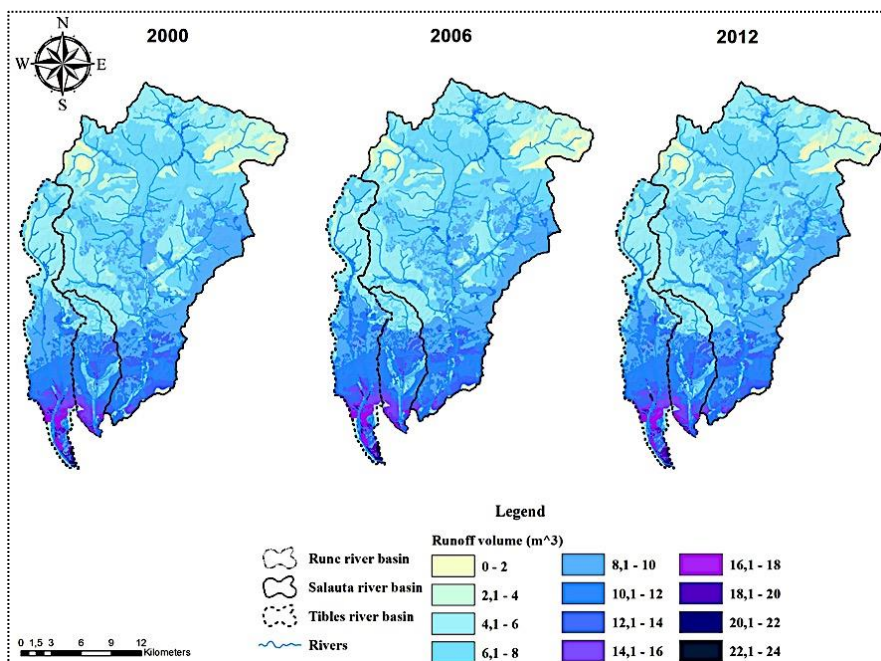 2000
2006
2012
N
W E
S
Legend
Runc river basin
Salauta river basin
Tibles river basin
Rivers
Runoff volume (m^3)
0 - 2
2,1 - 4
4,1 - 6
6,1 - 8
8,1 - 10
10,1 - 12
12,1 - 14
14,1 - 16
16,1 - 18
18,1 - 20
20,1 - 22
22,1 - 24
0 1,5 3 6 9 12
Kilometers